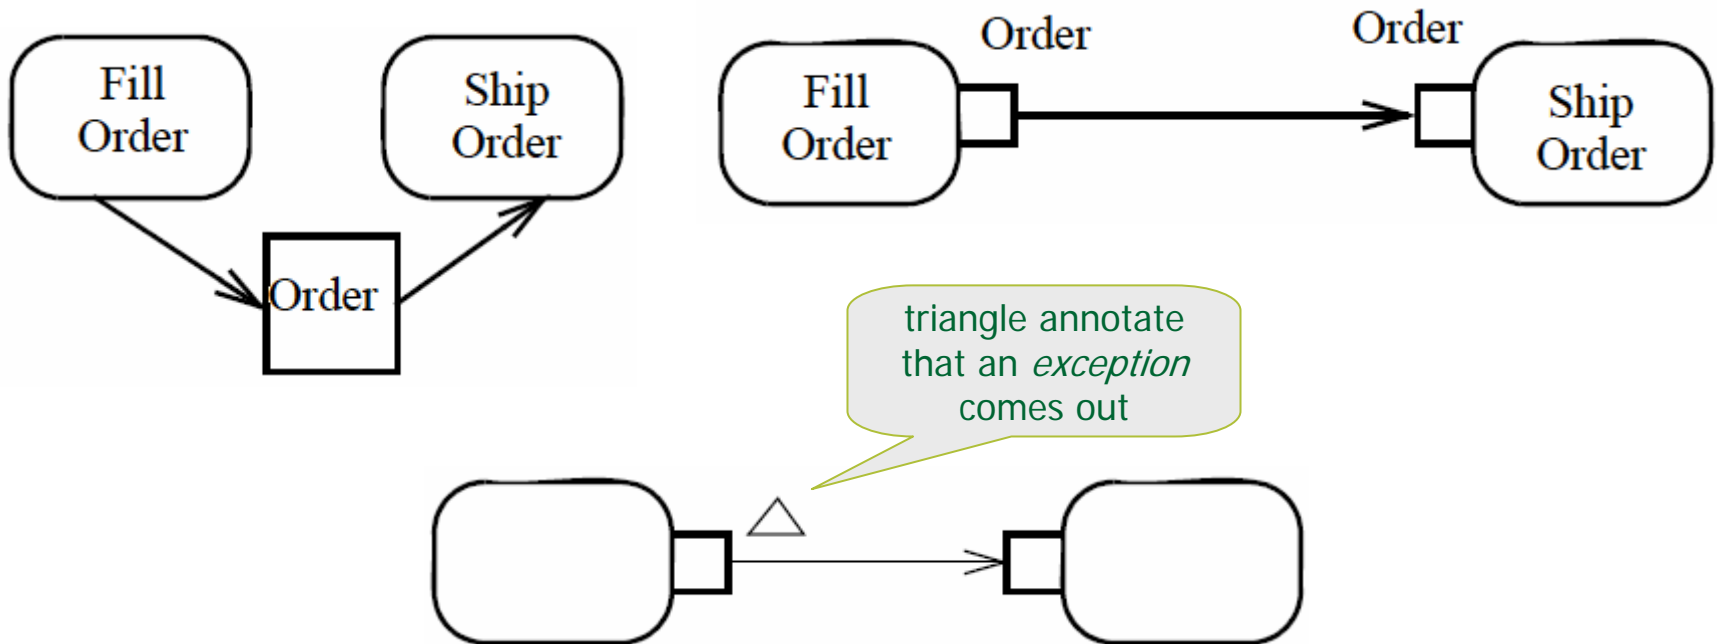 Fill
Order
Ship
Order
Order
Order
Order
Fill
Order
Ship
Order
triangle annotate
that an exception
comes out